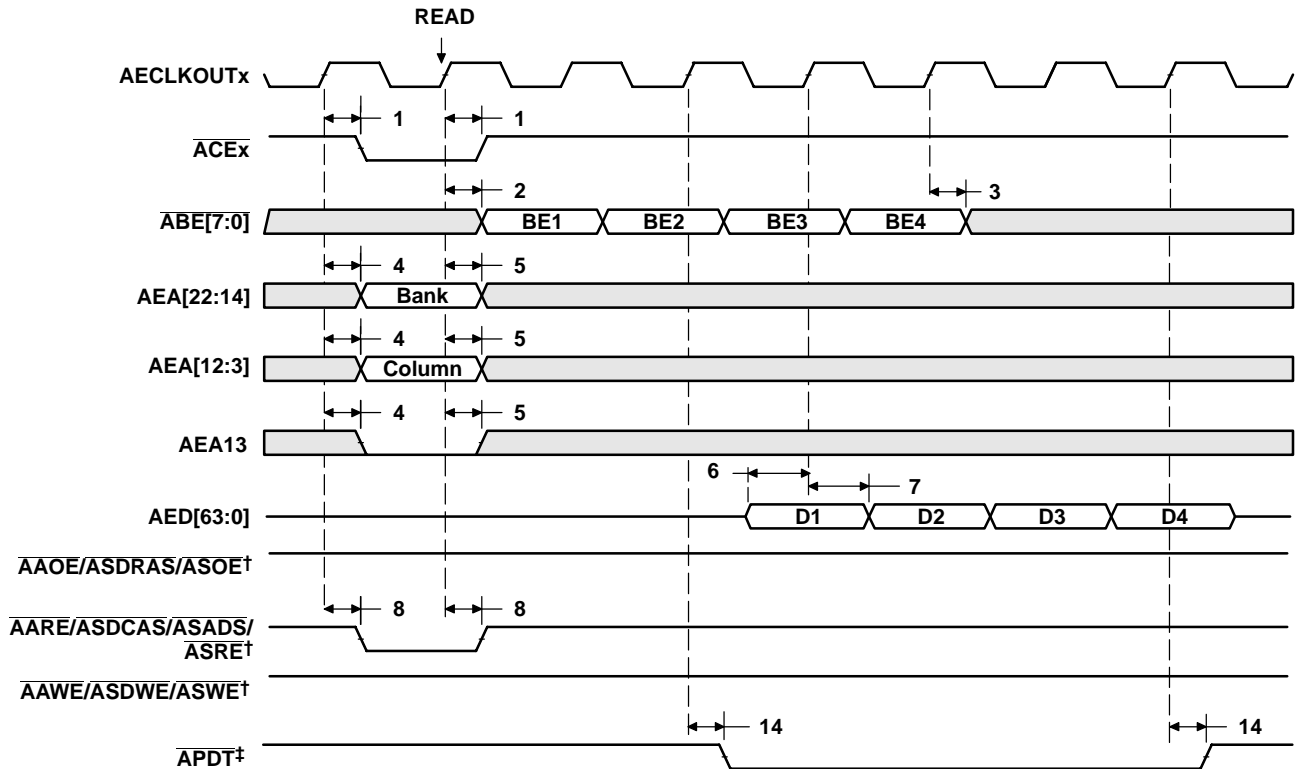 READ
AECLKOUTx
1 1
ACEx
2 3
ABE[7:0] BE1 BE2 BE3 BE4
4 5
AEA[22:14] Bank
4 5
AEA[12:3] Column
4 5
AEA13
6 7
AED[63:0] D1 D2 D3 D4
AAOE/ASDRAS/ASOE†
8 8
AARE/ASDCAS/ASADS/
ASRE†
AAWE/ASDWE/ASWE†
14 14
APDT‡